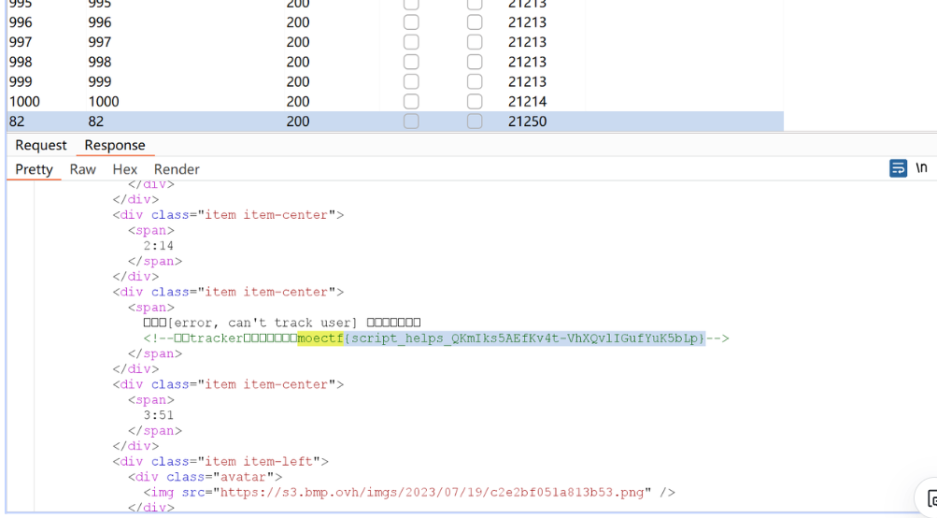 995 995 200 21213
996 996 200 21213
997 997 200 21213
998 998 200 21213
999 999 200 21213
1000 1000 200 21214
82 82 200 21250
Request Response
Pretty Raw Hex Render \n
</div>
</div>
<div class="item item-center">
<span>
2:14
</span>
</div>
<div class="item item-center">
<span>
□□□[error, can't track user] □□□□□□□
<!--□□tracker□□□□□□□moectf{script_helps_QKmIks5AEfKv4t-VhXQvlIGufYuK5bLp}-->
</span>
</div>
<div class="item item-center">
<span>
3:51
</span>
</div>
<div class="item item-left">
<div class="avatar">
<img src="https://s3.bmp.ovh/imgs/2023/07/19/c2e2bf051a813b53.png" />
</div>